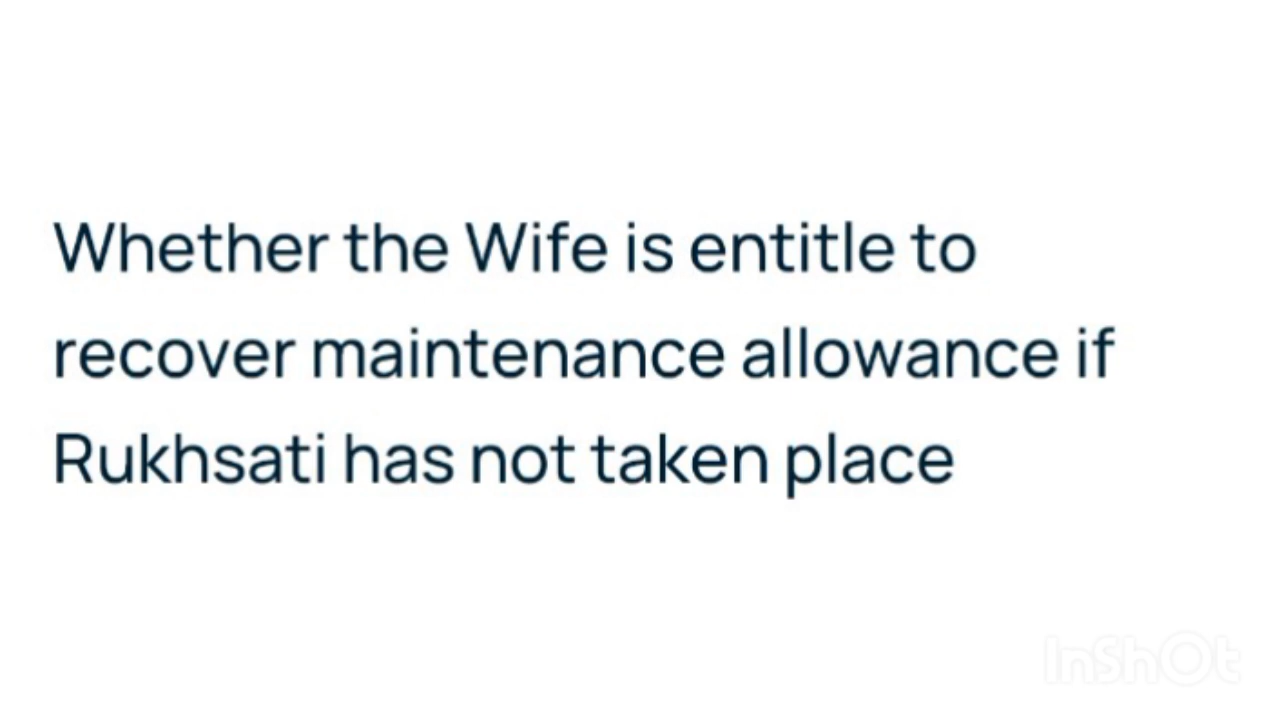 Whether the Wife is entitle to
recover maintenance allowance if
Rukhsati has not taken place
InShOt